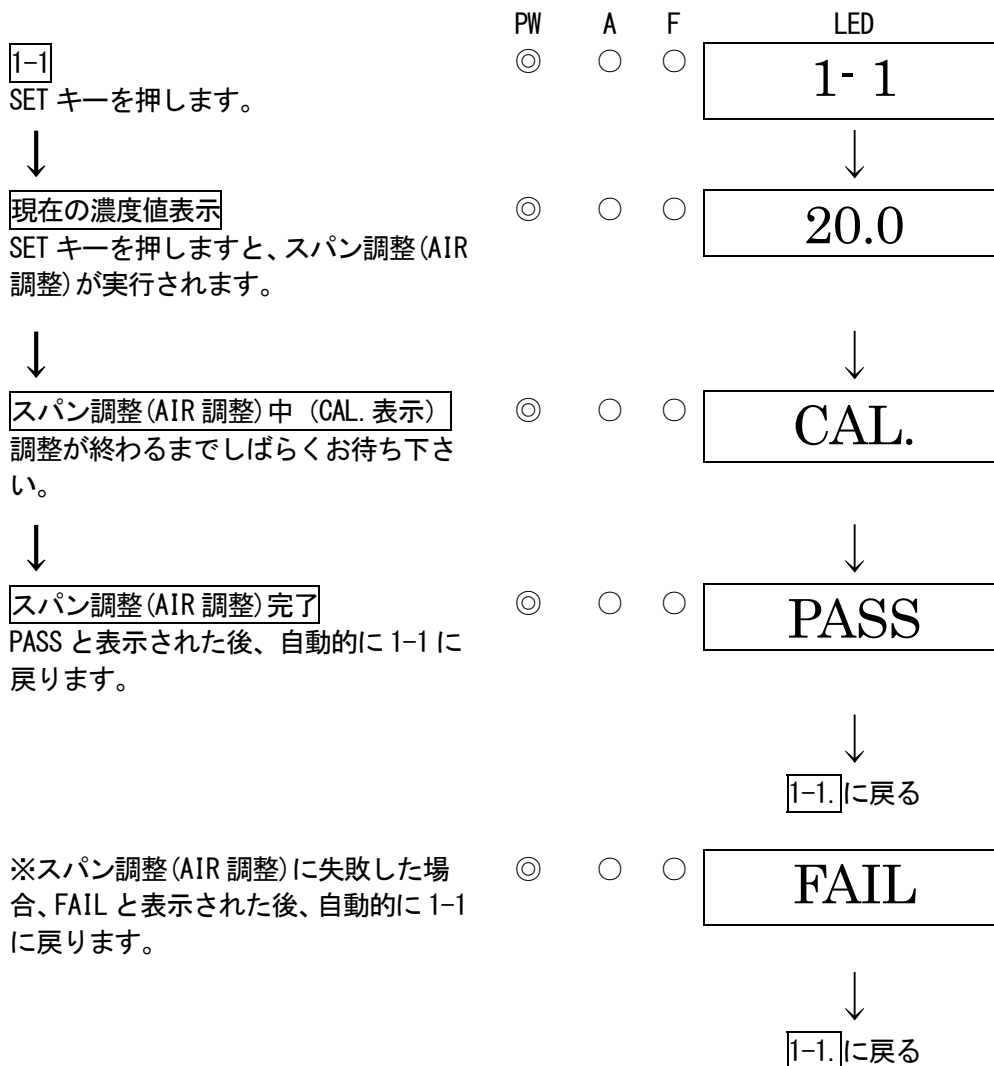 PW A F LED
1-1 ◎ ○ ○ 1-1
SET キーを押します。
↓ ↓
現在の濃度値表示 ◎ ○ ○ 20.0
SET キーを押しますと、スパン調整(AIR
調整)が実行されます。
↓ ↓
スパン調整(AIR 調整)中 (CAL.表示) ◎ ○ ○ CAL.
調整が終わるまでしばらくお待ち下さ
い。
↓ ↓
スパン調整(AIR 調整)完了 ◎ ○ ○ PASS
PASS と表示された後、自動的に 1-1 に
戻ります。
↓
1-1.に戻る
※スパン調整(AIR 調整)に失敗した場 ◎ ○ ○ FAIL
合、FAIL と表示された後、自動的に 1-1
に戻ります。
↓
1-1.に戻る